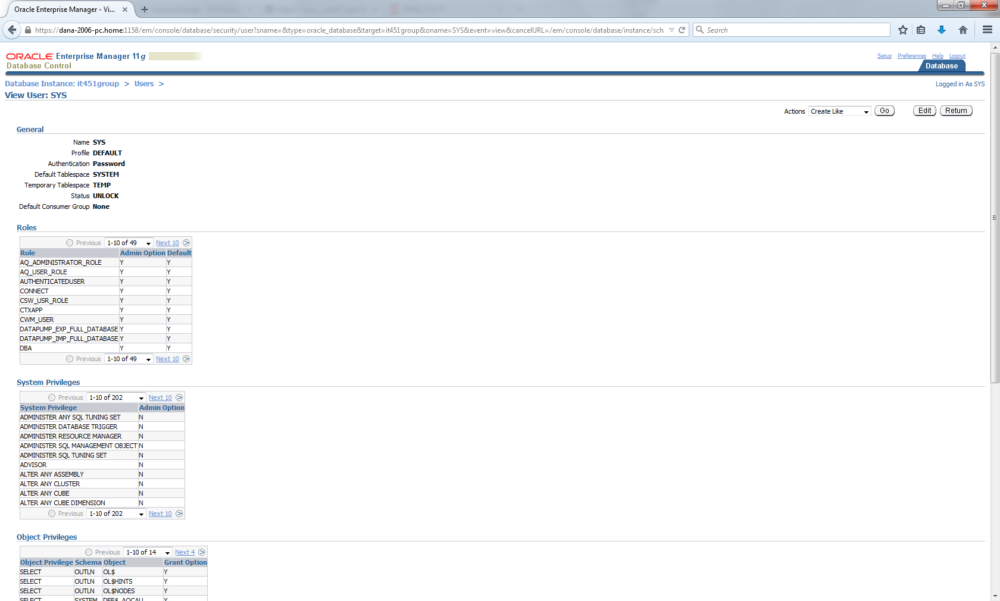 Oracle Enterprise Manager - Vi...
https://dana-2006-pc.home:1158/em/console/database/security/user?sname=&type=oracle_database&target=it451group&oname=SYS&event=view&cancelURL=/em/console/database/instance/sch
Search
ORACLE Enterprise Manager 11g
Database Control
Setup Preferences Help Logout
Database
Database Instance: it451group > Users >
Logged in As SYS
View User: SYS
Actions Create Like Go Edit Return
General
Name SYS
Profile DEFAULT
Authentication Password
Default Tablespace SYSTEM
Temporary Tablespace TEMP
Status UNLOCK
Default Consumer Group None
Roles
Previous 1-10 of 49 Next 10
Role Admin Option Default
AQ_ADMINISTRATOR_ROLE Y Y
AQ_USER_ROLE Y Y
AUTHENTICATEDUSER Y Y
CONNECT Y Y
CSW_USR_ROLE Y Y
CTXAPP Y Y
CWM_USER Y Y
DATAPUMP_EXP_FULL_DATABASE Y Y
DATAPUMP_IMP_FULL_DATABASE Y Y
DBA Y Y
Previous 1-10 of 49 Next 10
System Privileges
Previous 1-10 of 202 Next 10
System Privilege Admin Option
ADMINISTER ANY SQL TUNING SET N
ADMINISTER DATABASE TRIGGER N
ADMINISTER RESOURCE MANAGER N
ADMINISTER SQL MANAGEMENT OBJECT N
ADMINISTER SQL TUNING SET N
ADVISOR N
ALTER ANY ASSEMBLY N
ALTER ANY CLUSTER N
ALTER ANY CUBE N
ALTER ANY CUBE DIMENSION N
Previous 1-10 of 202 Next 10
Object Privileges
Previous 1-10 of 14 Next 4
Object Privilege Schema Object Grant Option
SELECT OUTLN OL$ Y
SELECT OUTLN OL$HINTS Y
SELECT OUTLN OL$NODES Y
SELECT SYSTEM DEF$_AQCALL Y